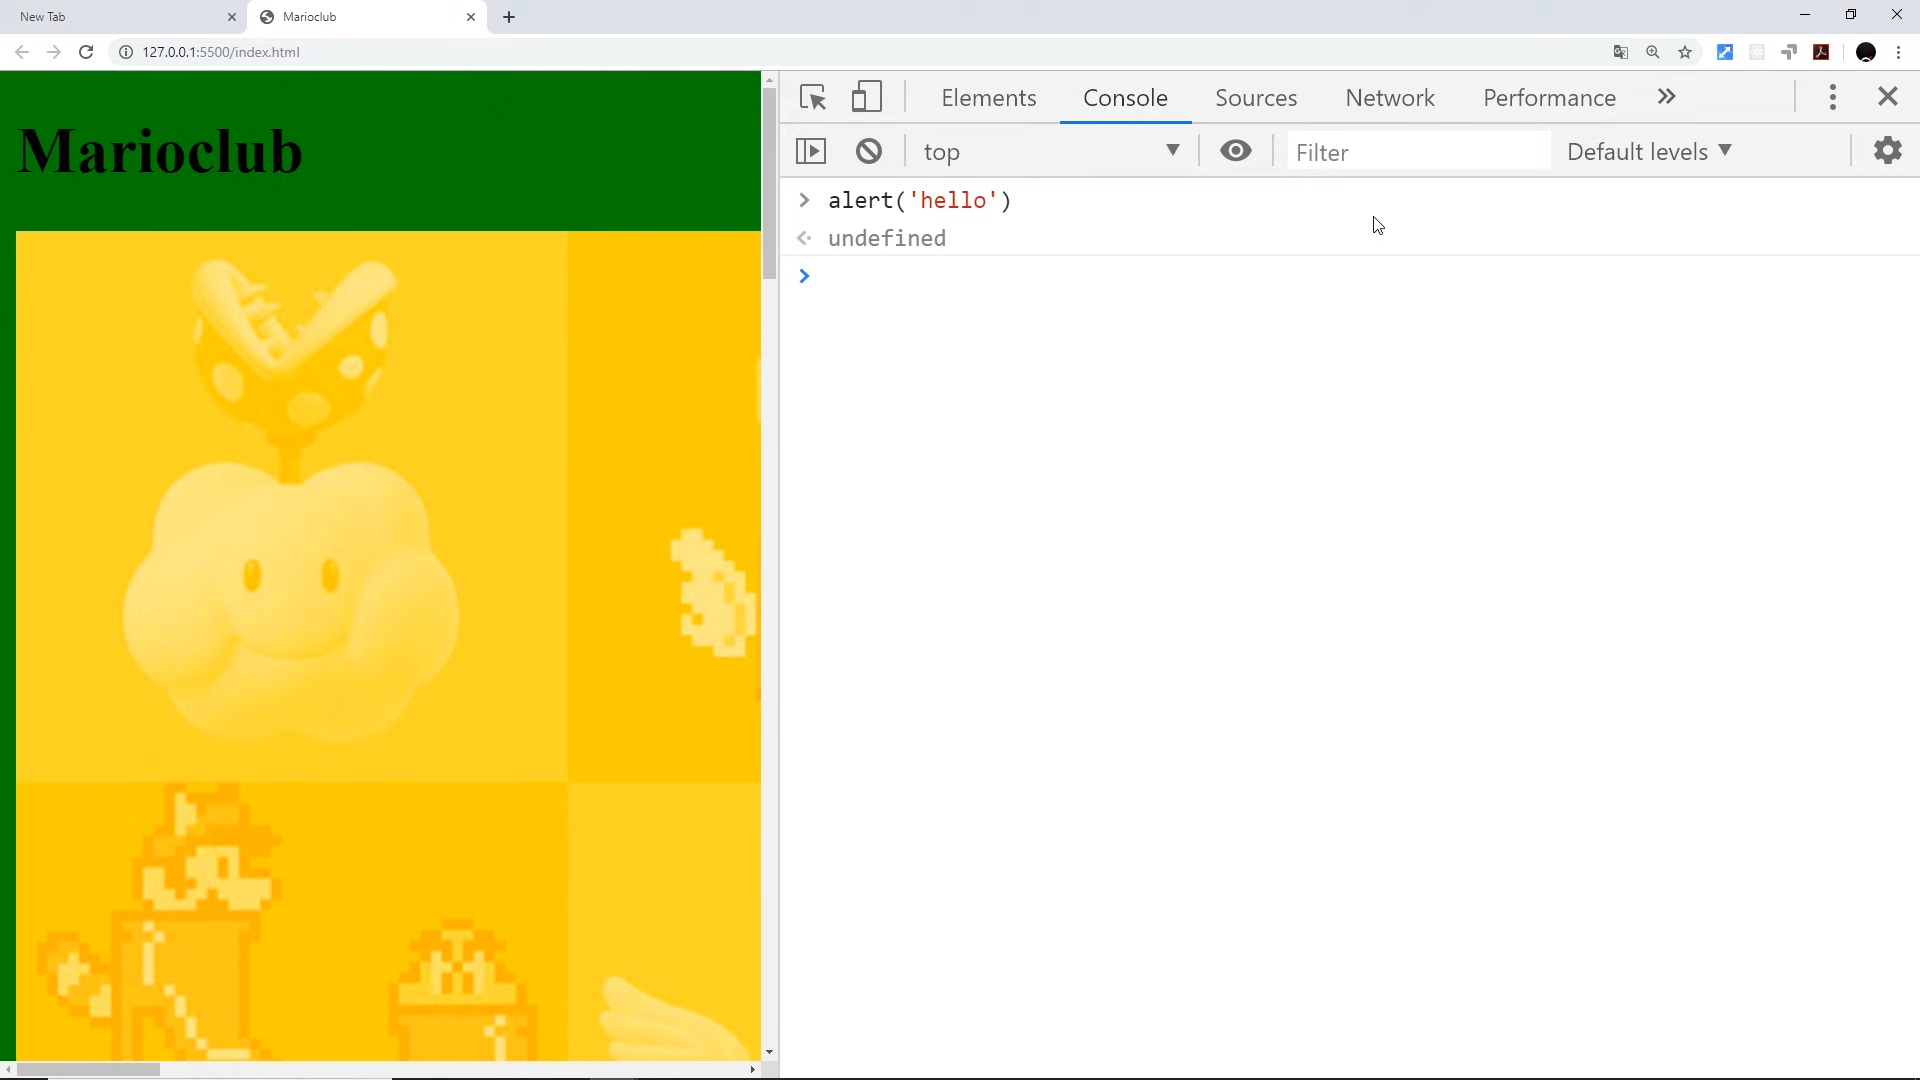 New Tab
Marioclub
127.0.0.1:5500/index.html
Marioclub
Elements Console Sources Network Performance
top Filter Default levels
alert('hello')
undefined